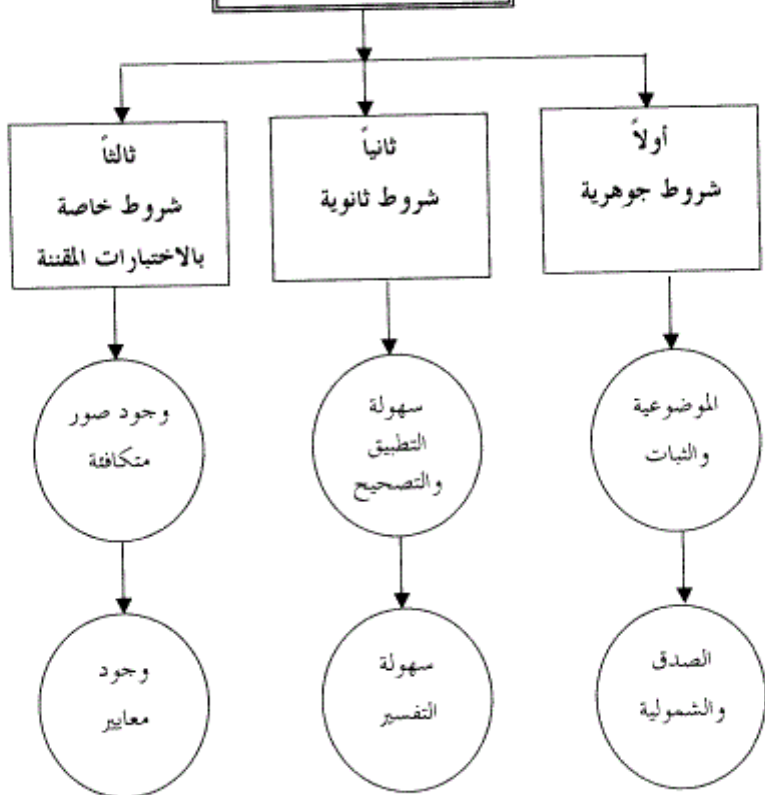 أولاً
شروط جوهرية
ثانياً
شروط ثانوية
ثالثاً
شروط خاصة
بالاختبارات المقننة
الموضوعية
والثبات
سهولة
التطبيق
والتصحيح
وجود صور
متكافئة
الصدق
والشمولية
سهولة
التفسير
وجود
معايير